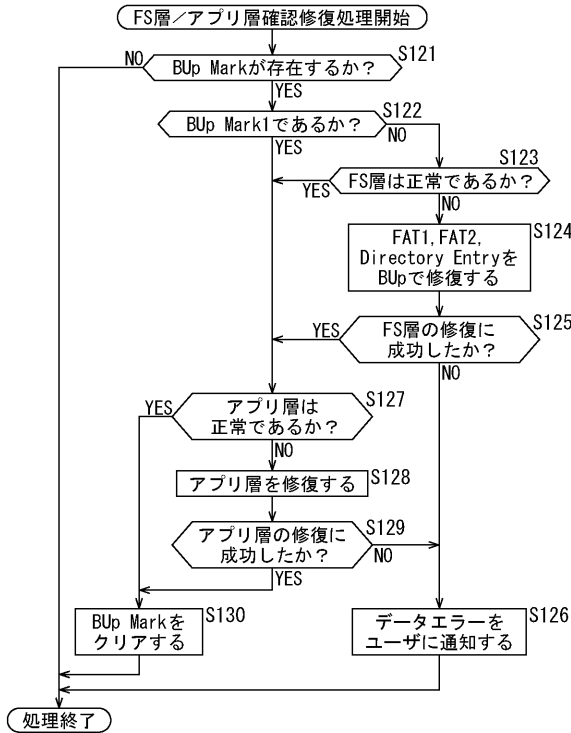 FS層/アプリ層確認修復処理開始
S121
BUp Markが存在するか?
NO
YES
S122
BUp Mark1であるか?
NO
YES
S123
FS層は正常であるか?
YES
NO
S124
FAT1,FAT2,
Directory Entryを
BUpで修復する
S125
FS層の修復に
成功したか?
YES
NO
S127
アプリ層は
正常であるか?
YES
NO
S128
アプリ層を修復する
S129
アプリ層の修復に
成功したか?
NO
YES
S130
BUp Markを
クリアする
S126
データエラーを
ユーザに通知する
処理終了